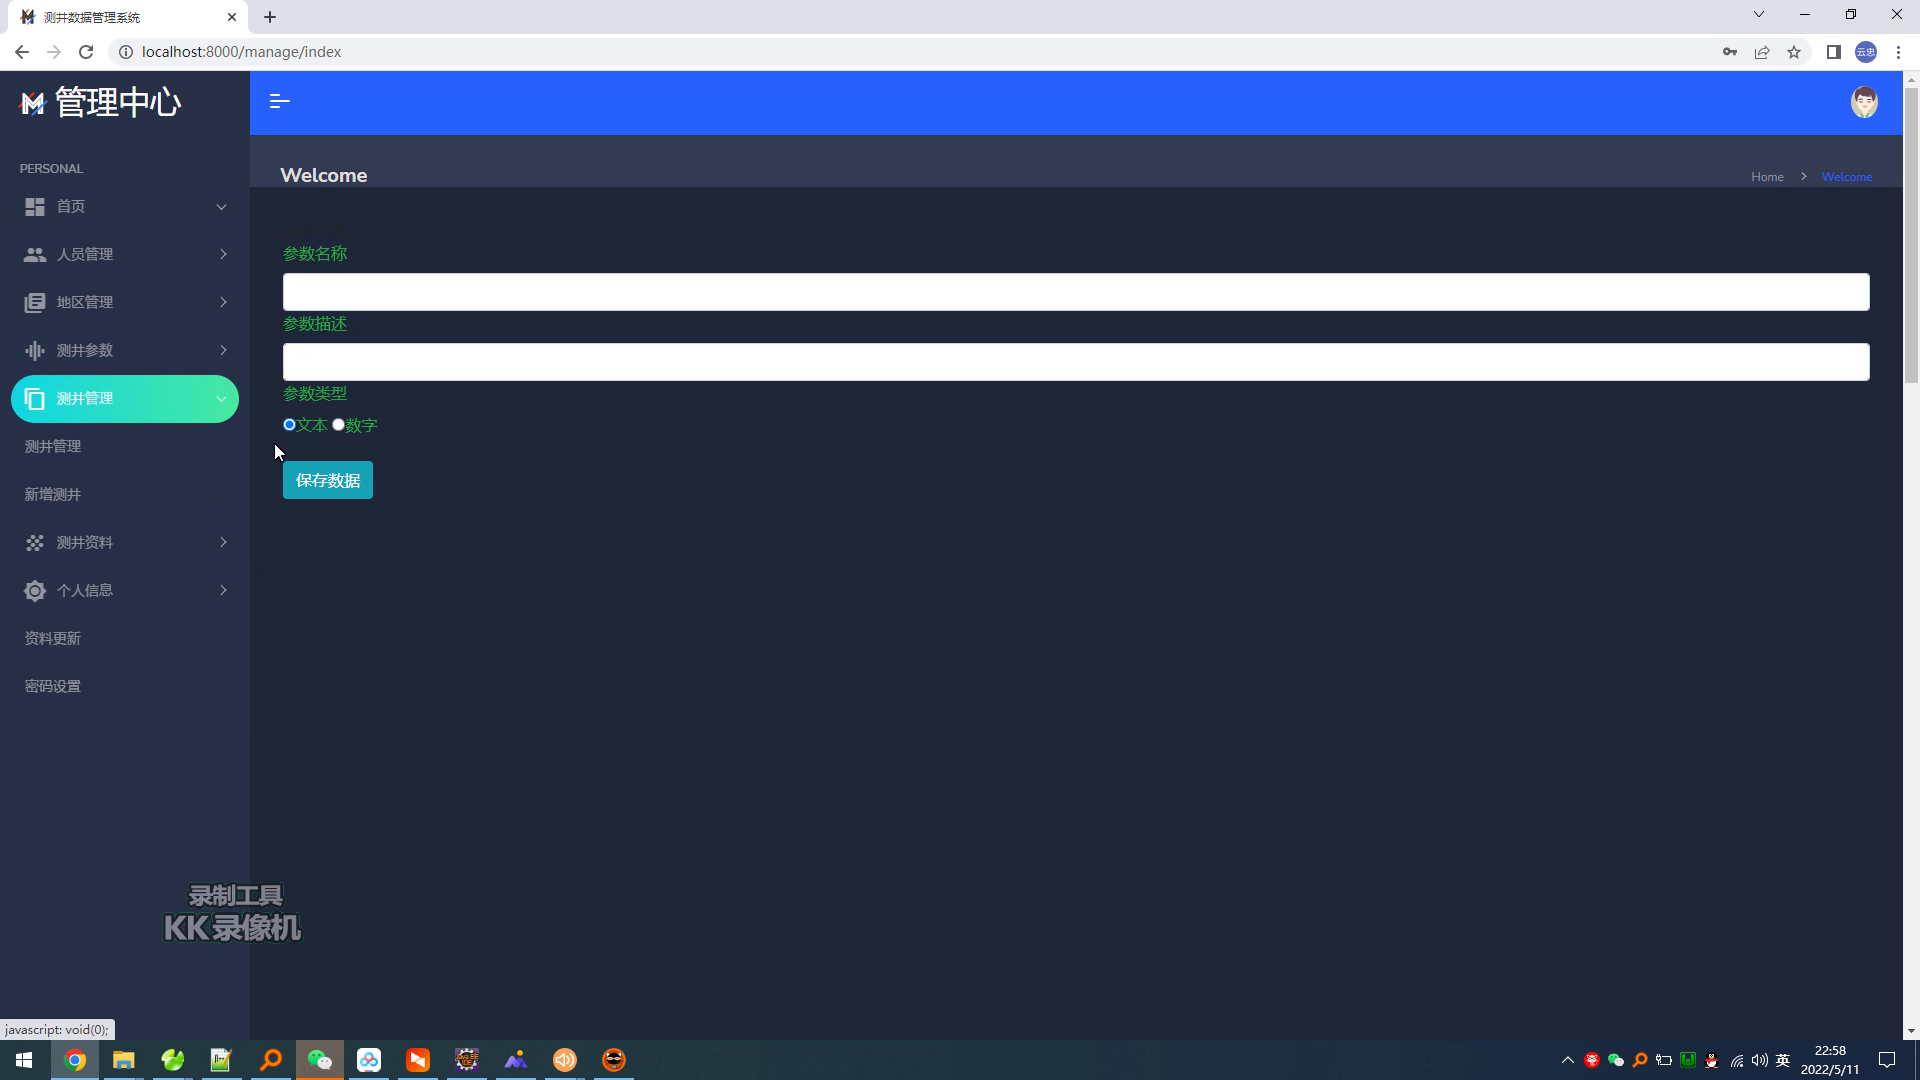 测井数据管理系统
localhost:8000/manage/index
云忠
管理中心
PERSONAL
首页
人员管理
地区管理
测井参数
测井管理
测井管理
新增测井
测井资料
个人信息
资料更新
密码设置
Welcome
Home
Welcome
参数名称
参数描述
参数类型
文本 数字
保存数据
录制工具
KK录像机
javascript: void(0);
英
22:58
2022/5/11